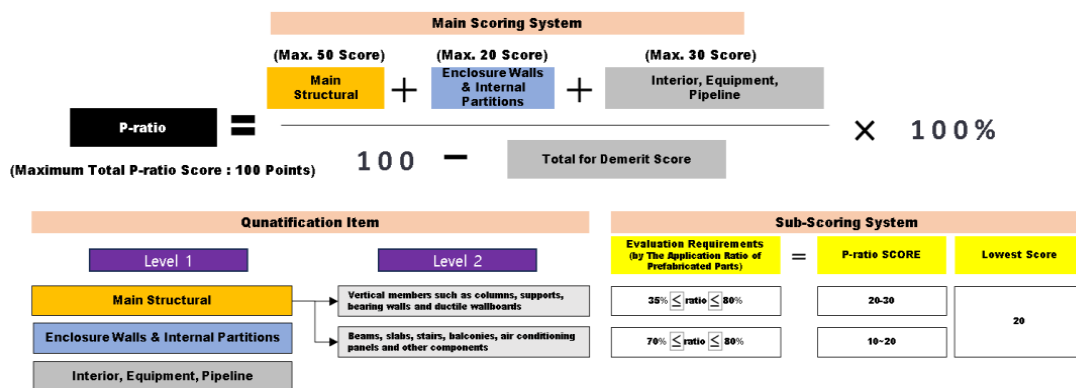 Main Scoring System
(Max. 50 Score) (Max. 20 Score) (Max. 30 Score)
Main
Structural
+
Enclosure Walls
& Internal
Partitions
+
Interior, Equipment,
Pipeline
P-ratio
=
× 100%
100 − Total for Demerit Score
(Maximum Total P-ratio Score : 100 Points)
Qunatification Item
Level 1 Level 2
Main Structural
Vertical members such as columns, supports,
bearing walls and ductile wallboards
Enclosure Walls & Internal Partitions
Beams, slabs, stairs, balconies, air conditioning
panels and other components
Interior, Equipment, Pipeline
Sub-Scoring System
Evaluation Requirements
(by The Application Ratio of
Prefabricated Parts)
=
P-ratio SCORE
Lowest Score
35% ≤ ratio ≤ 80%
20-30
70% ≤ ratio ≤ 80%
10~20
20